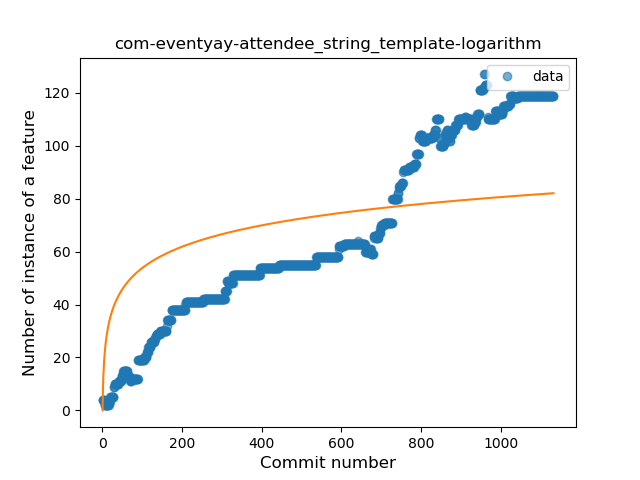 com-eventyay-attendee_string_template-logarithm
data
Number of instance of a feature
120
100
80
60
40
20
0
0 200 400 600 800 1000
Commit number